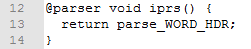 12 @parser void iprs() {
13   return parse_WORD_HDR;
14 }